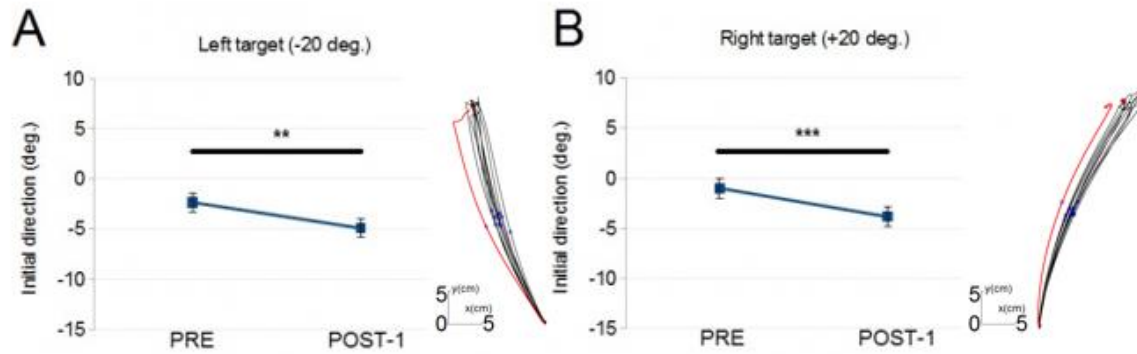 A
Left target (-20 deg.)
Initial direction (deg.)
10
5
0
-5
-10
-15
**
PRE
POST-1
5
y(cm)
x(cm)
0
5
B
Right target (+20 deg.)
Initial direction (deg.)
10
5
0
-5
-10
-15
***
PRE
POST-1
5
y(cm)
x(cm)
0
5